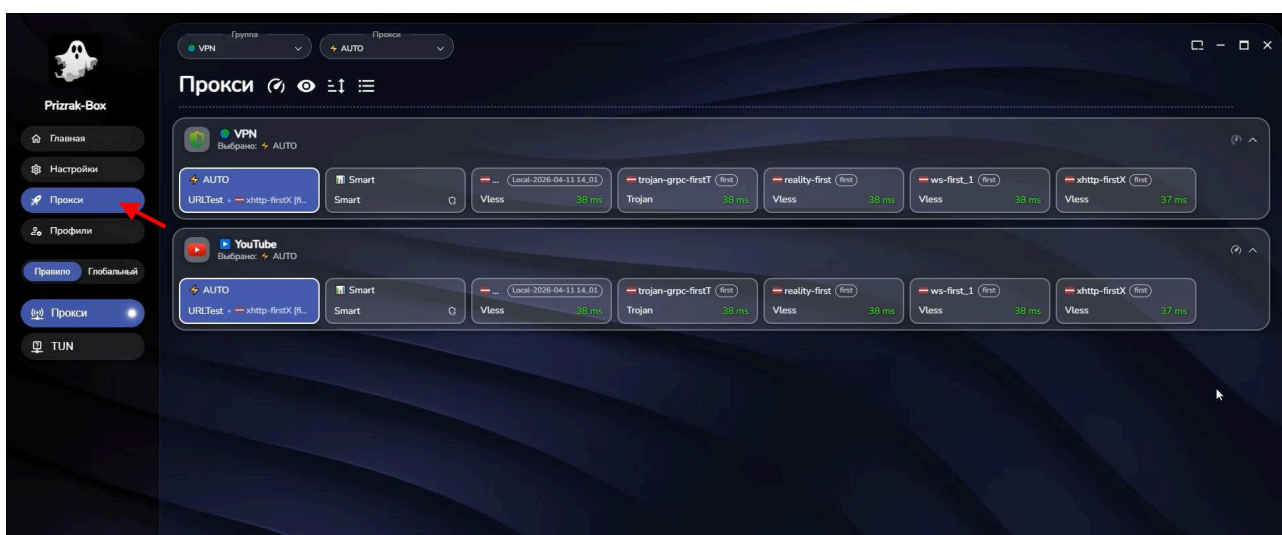 Группа
VPN
Прокси
AUTO
Prizrak-Box
Прокси
Главная
Настройки
Прокси
Профили
Правило Глобальный
Прокси
TUN
VPN
Выбрано: AUTO
AUTO
URLTest • xhttp-firstX [fi...
Smart
Smart
... Local-2026-04-11 14_01
Vless 38 ms
trojan-grpc-firstT first
Trojan 38 ms
reality-first first
Vless 38 ms
ws-first_1 first
Vless 38 ms
xhttp-firstX first
Vless 37 ms
YouTube
Выбрано: AUTO
AUTO
URLTest • xhttp-firstX [fi...
Smart
Smart
... Local-2026-04-11 14_01
Vless 38 ms
trojan-grpc-firstT first
Trojan 38 ms
reality-first first
Vless 38 ms
ws-first_1 first
Vless 38 ms
xhttp-firstX first
Vless 37 ms